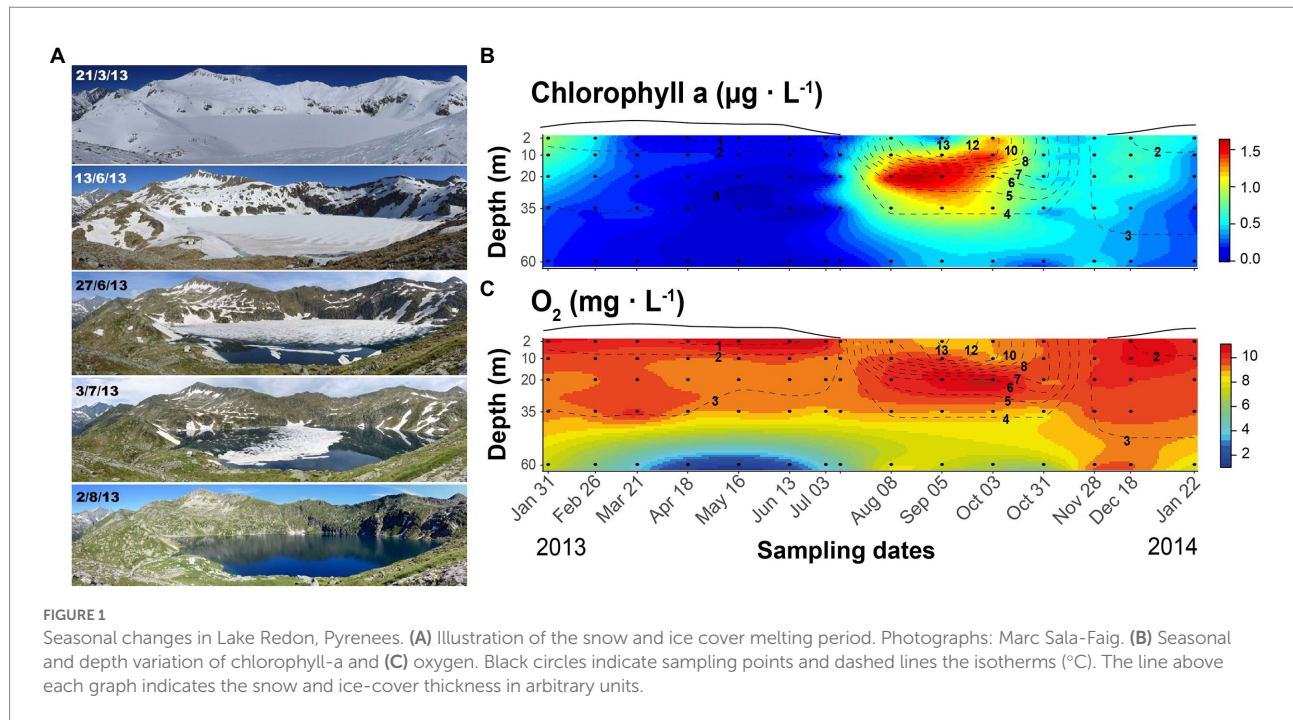 A
21/3/13
13/6/13
27/6/13
3/7/13
2/8/13
B
Chlorophyll a (µg · L⁻¹)
Depth (m)
2
10
20
35
60
1
2
3
13
12
10
8
7
6
5
4
2
3
1.5
1.0
0.5
0.0
C
O₂ (mg · L⁻¹)
Depth (m)
2
10
20
35
60
1
2
3
13
12
10
8
7
6
5
4
2
3
10
8
6
4
2
Jan 31
Feb 26
Mar 21
Apr 18
May 16
Jun 13
Jul 03
Aug 08
Sep 05
Oct 03
Oct 31
Nov 28
Dec 18
Jan 22
2013
Sampling dates
2014
FIGURE 1
Seasonal changes in Lake Redon, Pyrenees. (A) Illustration of the snow and ice cover melting period. Photographs: Marc Sala-Faig. (B) Seasonal
and depth variation of chlorophyll-a and (C) oxygen. Black circles indicate sampling points and dashed lines the isotherms (°C). The line above
each graph indicates the snow and ice-cover thickness in arbitrary units.